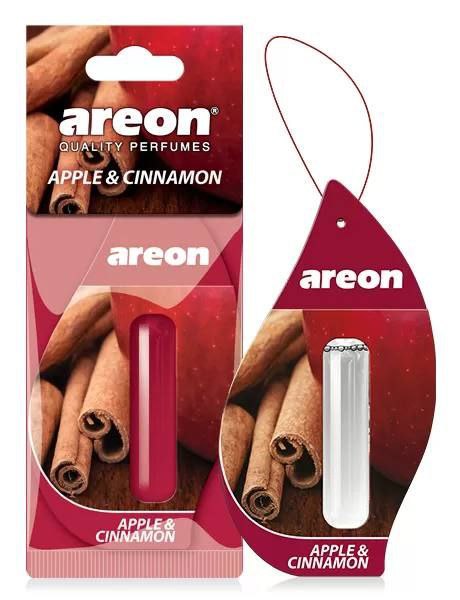 areon®
QUALITY PERFUMES
APPLE & CINNAMON
areon
APPLE &
CINNAMON
areon
APPLE &
CINNAMON